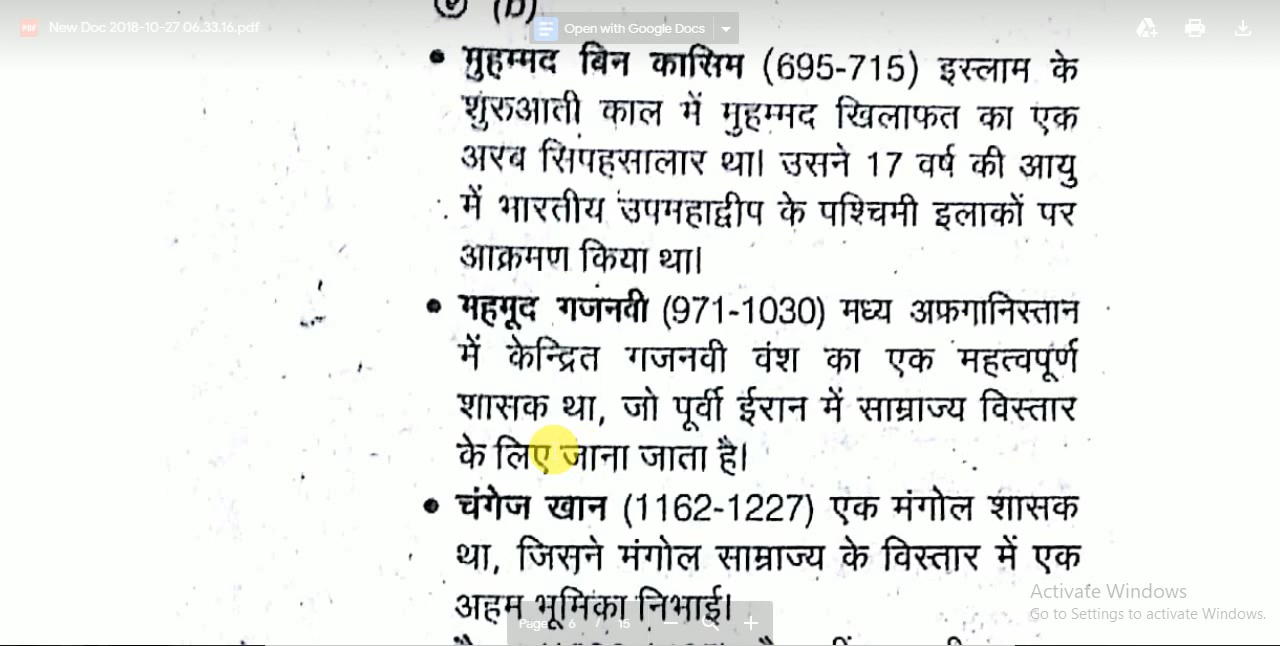 (b)
New Doc 2018-10-27 06.33.16.pdf
Open with Google Docs
• मुहम्मद बिन कासिम (695-715) इस्लाम के
शुरुआती काल में मुहम्मद खिलाफत का एक
अरब सिपहसालार था। उसने 17 वर्ष की आयु
में भारतीय उपमहाद्वीप के पश्चिमी इलाकों पर
आक्रमण किया था।
• महमूद गजनवी (971-1030) मध्य अफ्रगानिस्तान
में केन्द्रित गजनवी वंश का एक महत्वपूर्ण
शासक था, जो पूर्वी ईरान में साम्राज्य विस्तार
के लिए जाना जाता है।
• चंगेज खान (1162-1227) एक मंगोल शासक
था, जिसने मंगोल साम्राज्य के विस्तार में एक
अहम भूमिका निभाई।
Activate Windows
Go to Settings to activate Windows.
Page 6 / 15